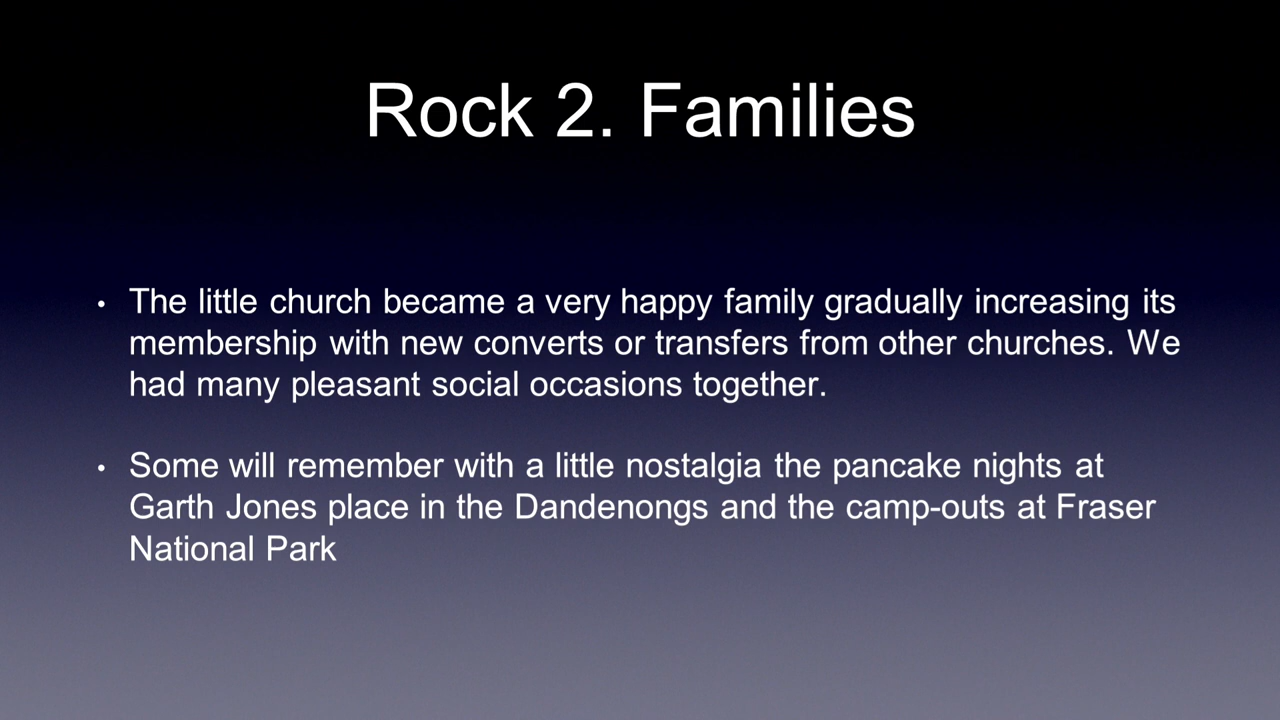 Rock 2. Families
• The little church became a very happy family gradually increasing its
membership with new converts or transfers from other churches. We
had many pleasant social occasions together.
• Some will remember with a little nostalgia the pancake nights at
Garth Jones place in the Dandenongs and the camp-outs at Fraser
National Park